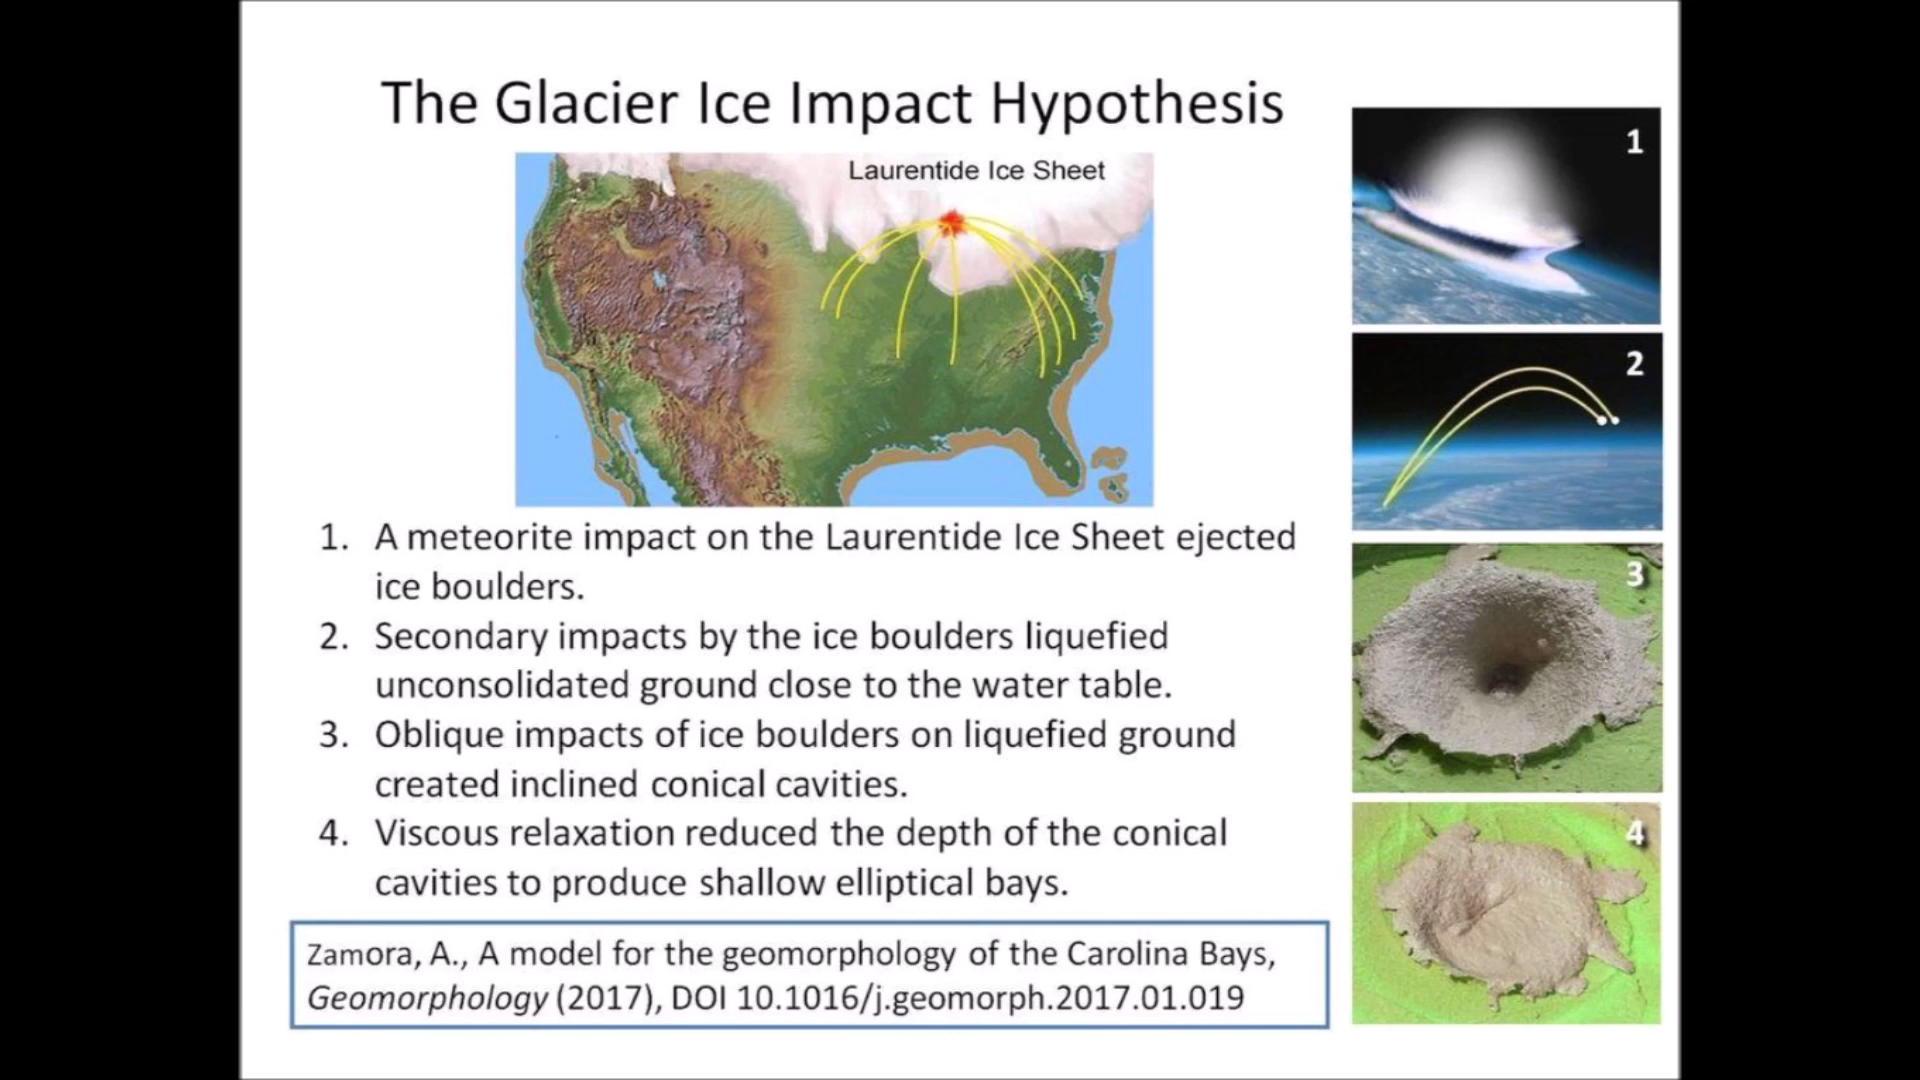 The Glacier Ice Impact Hypothesis
Laurentide Ice Sheet
1
2
3
4
1. A meteorite impact on the Laurentide Ice Sheet ejected
ice boulders.
2. Secondary impacts by the ice boulders liquefied
unconsolidated ground close to the water table.
3. Oblique impacts of ice boulders on liquefied ground
created inclined conical cavities.
4. Viscous relaxation reduced the depth of the conical
cavities to produce shallow elliptical bays.
Zamora, A., A model for the geomorphology of the Carolina Bays,
Geomorphology (2017), DOI 10.1016/j.geomorph.2017.01.019